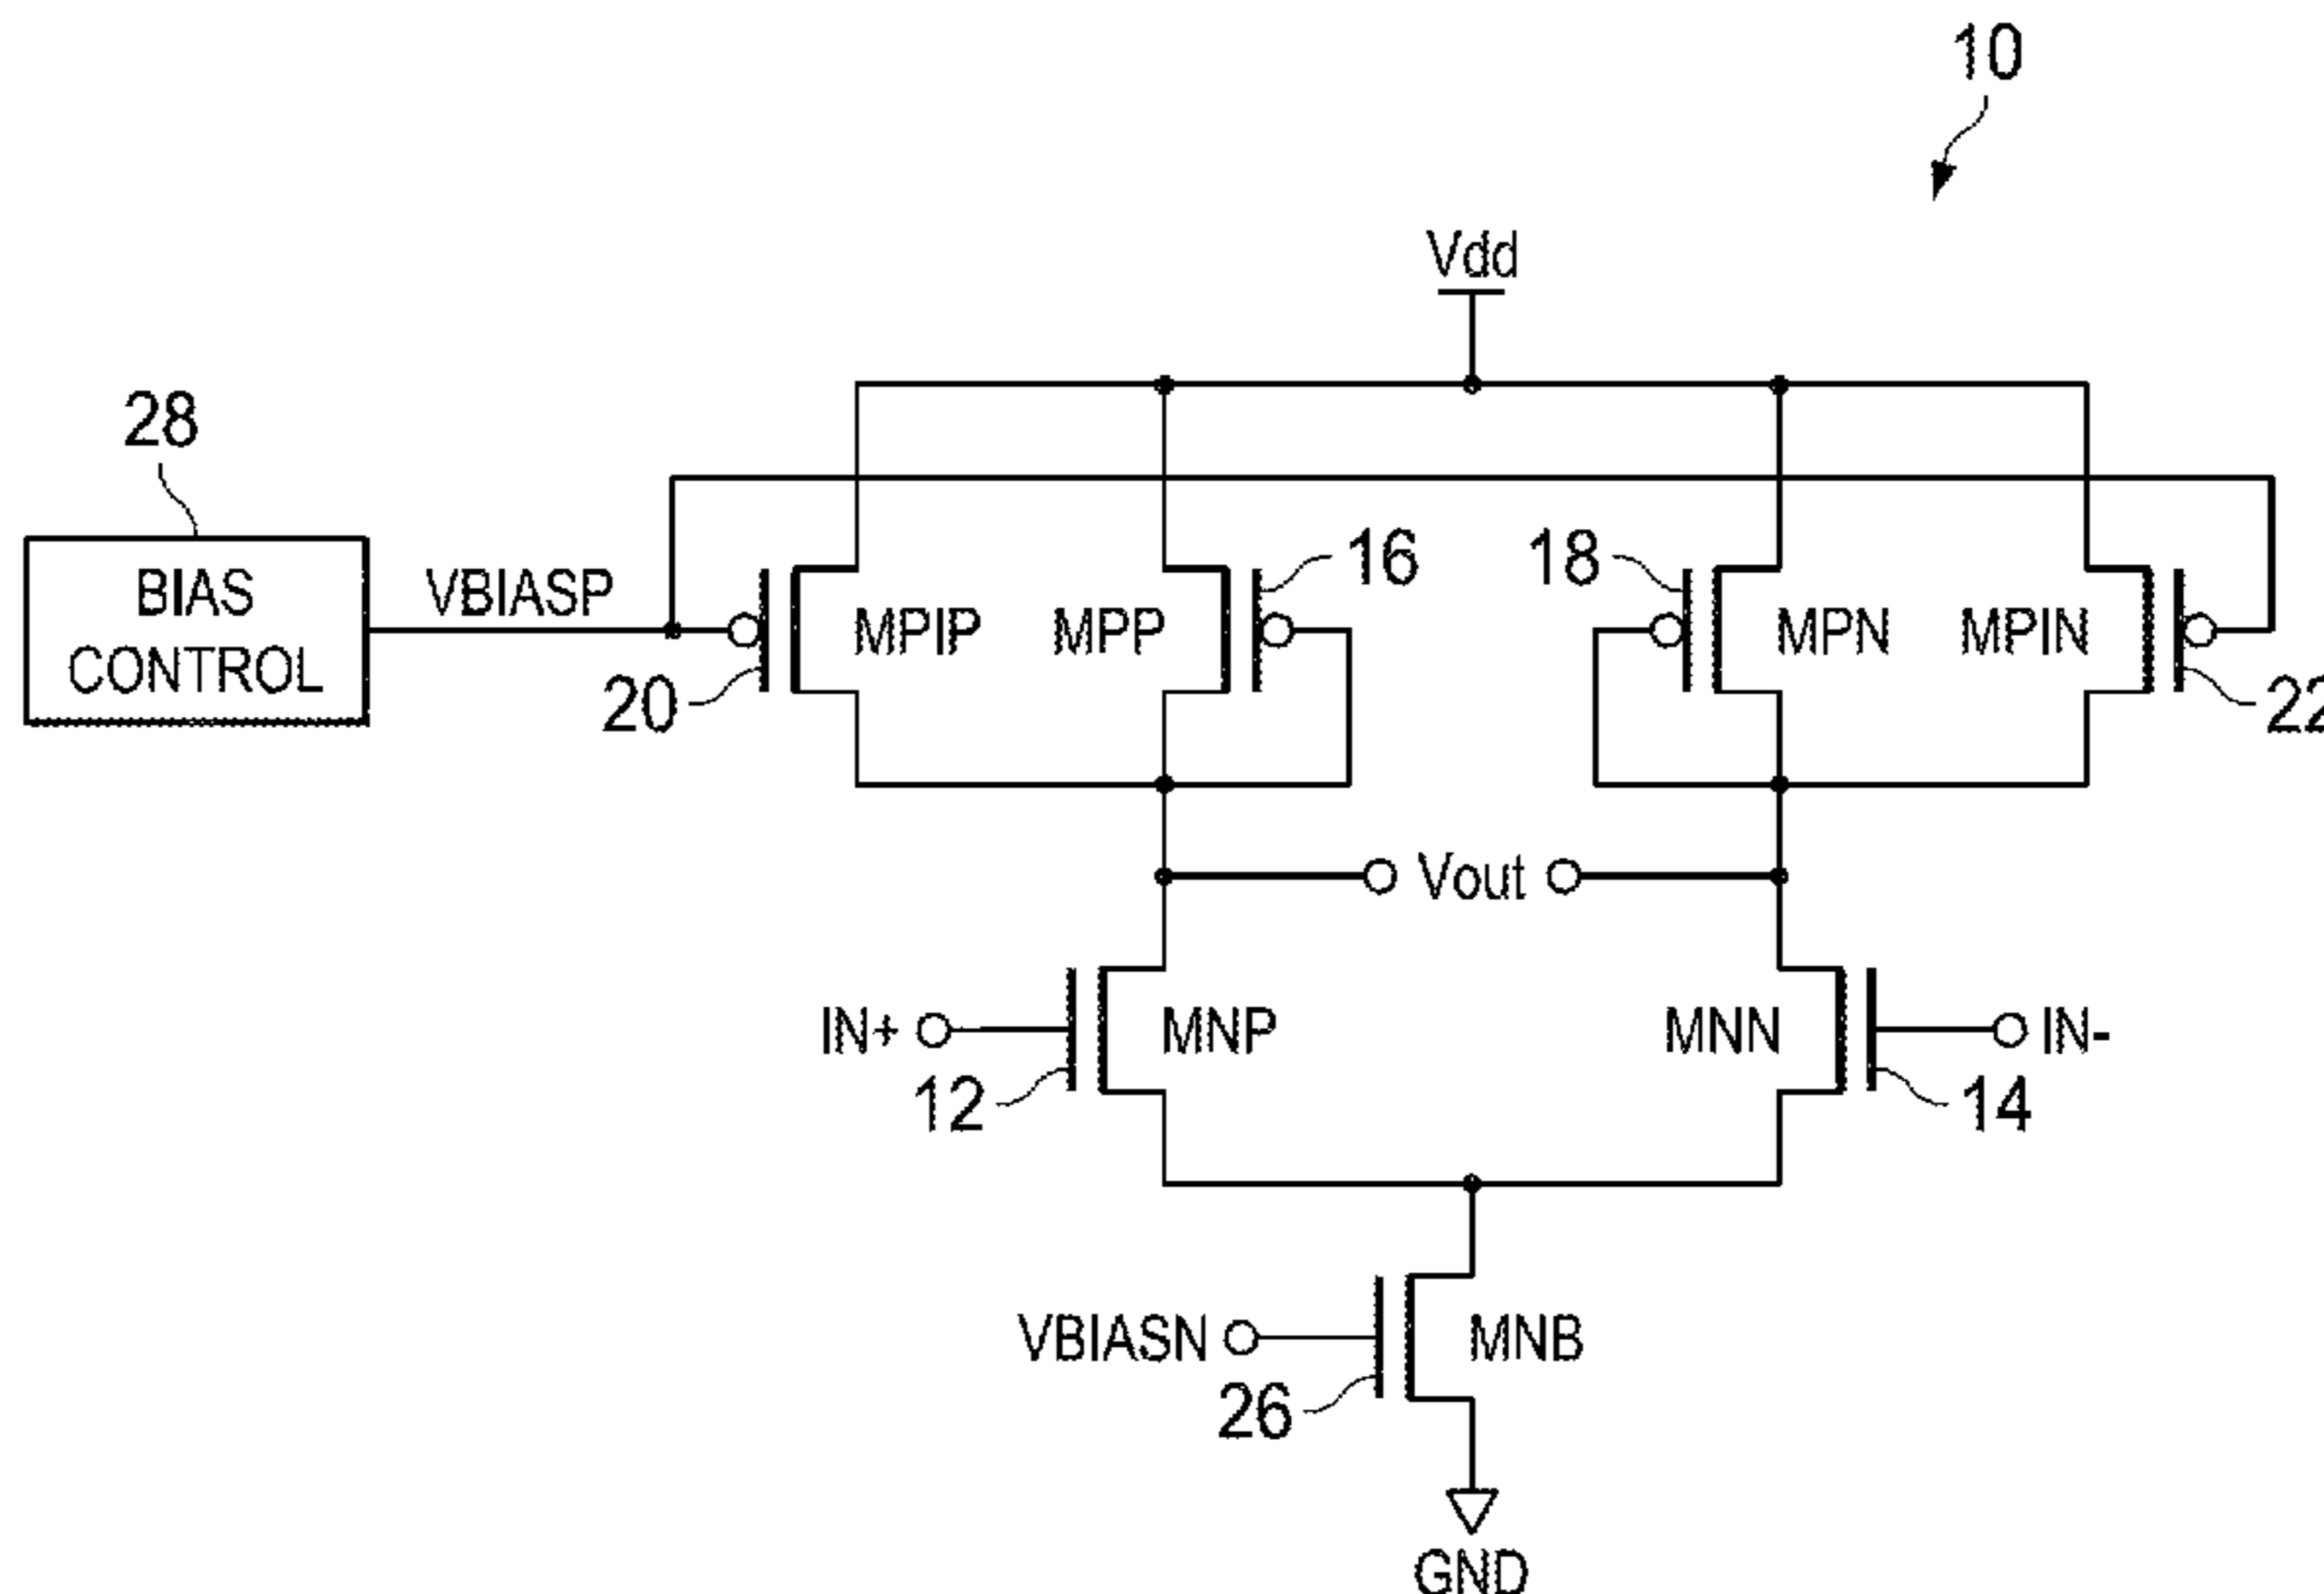 10
Vdd
28
BIAS
CONTROL
VBIASP
16
18
MPIP
MPP
MPN
MPIN
20
22
Vout
IN+
MNP
MNN
IN-
12
14
VBIASN
MNB
26
GND